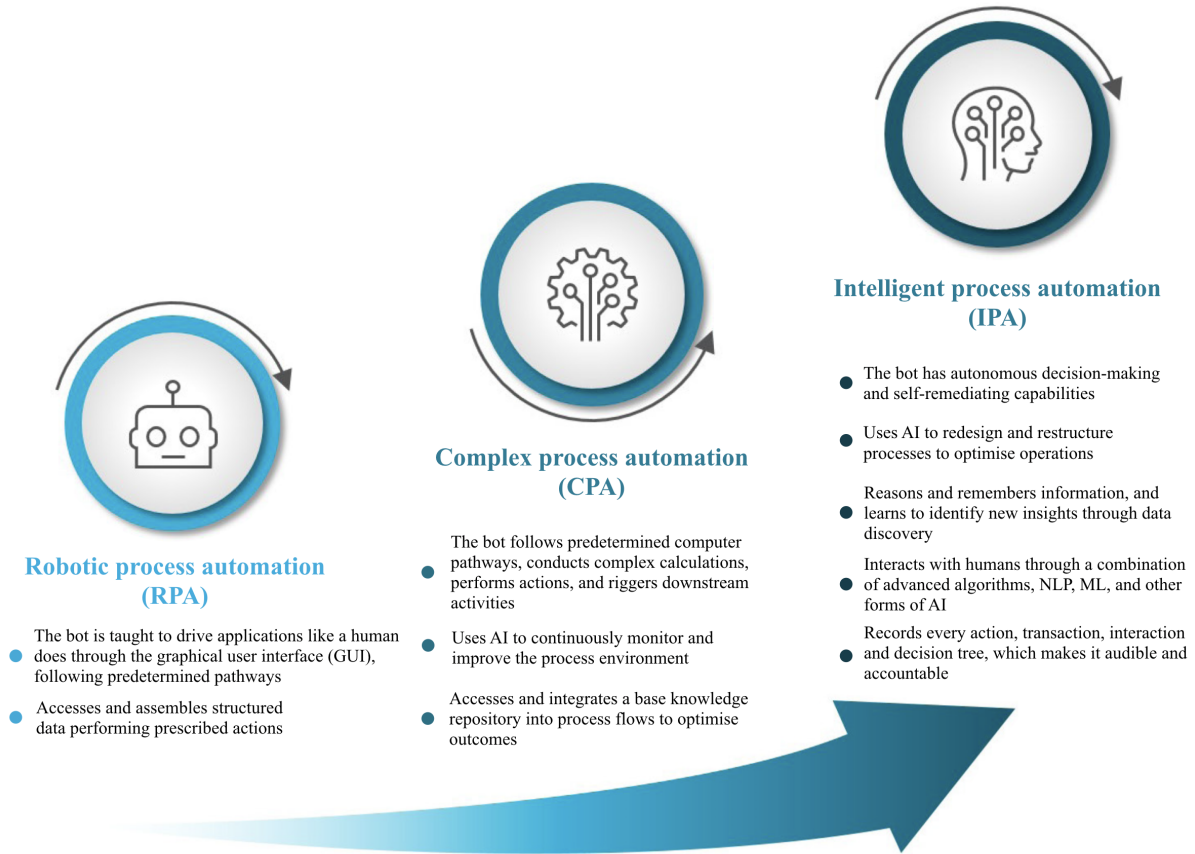 Robotic process automation
(RPA)
The bot is taught to drive applications like a human
does through the graphical user interface (GUI),
following predetermined pathways
Accesses and assembles structured
data performing prescribed actions
Complex process automation
(CPA)
The bot follows predetermined computer
pathways, conducts complex calculations,
performs actions, and riggers downstream
activities
Uses AI to continuously monitor and
improve the process environment
Accesses and integrates a base knowledge
repository into process flows to optimise
outcomes
Intelligent process automation
(IPA)
The bot has autonomous decision-making
and self-remediating capabilities
Uses AI to redesign and restructure
processes to optimise operations
Reasons and remembers information, and
learns to identify new insights through data
discovery
Interacts with humans through a combination
of advanced algorithms, NLP, ML, and other
forms of AI
Records every action, transaction, interaction
and decision tree, which makes it audible and
accountable